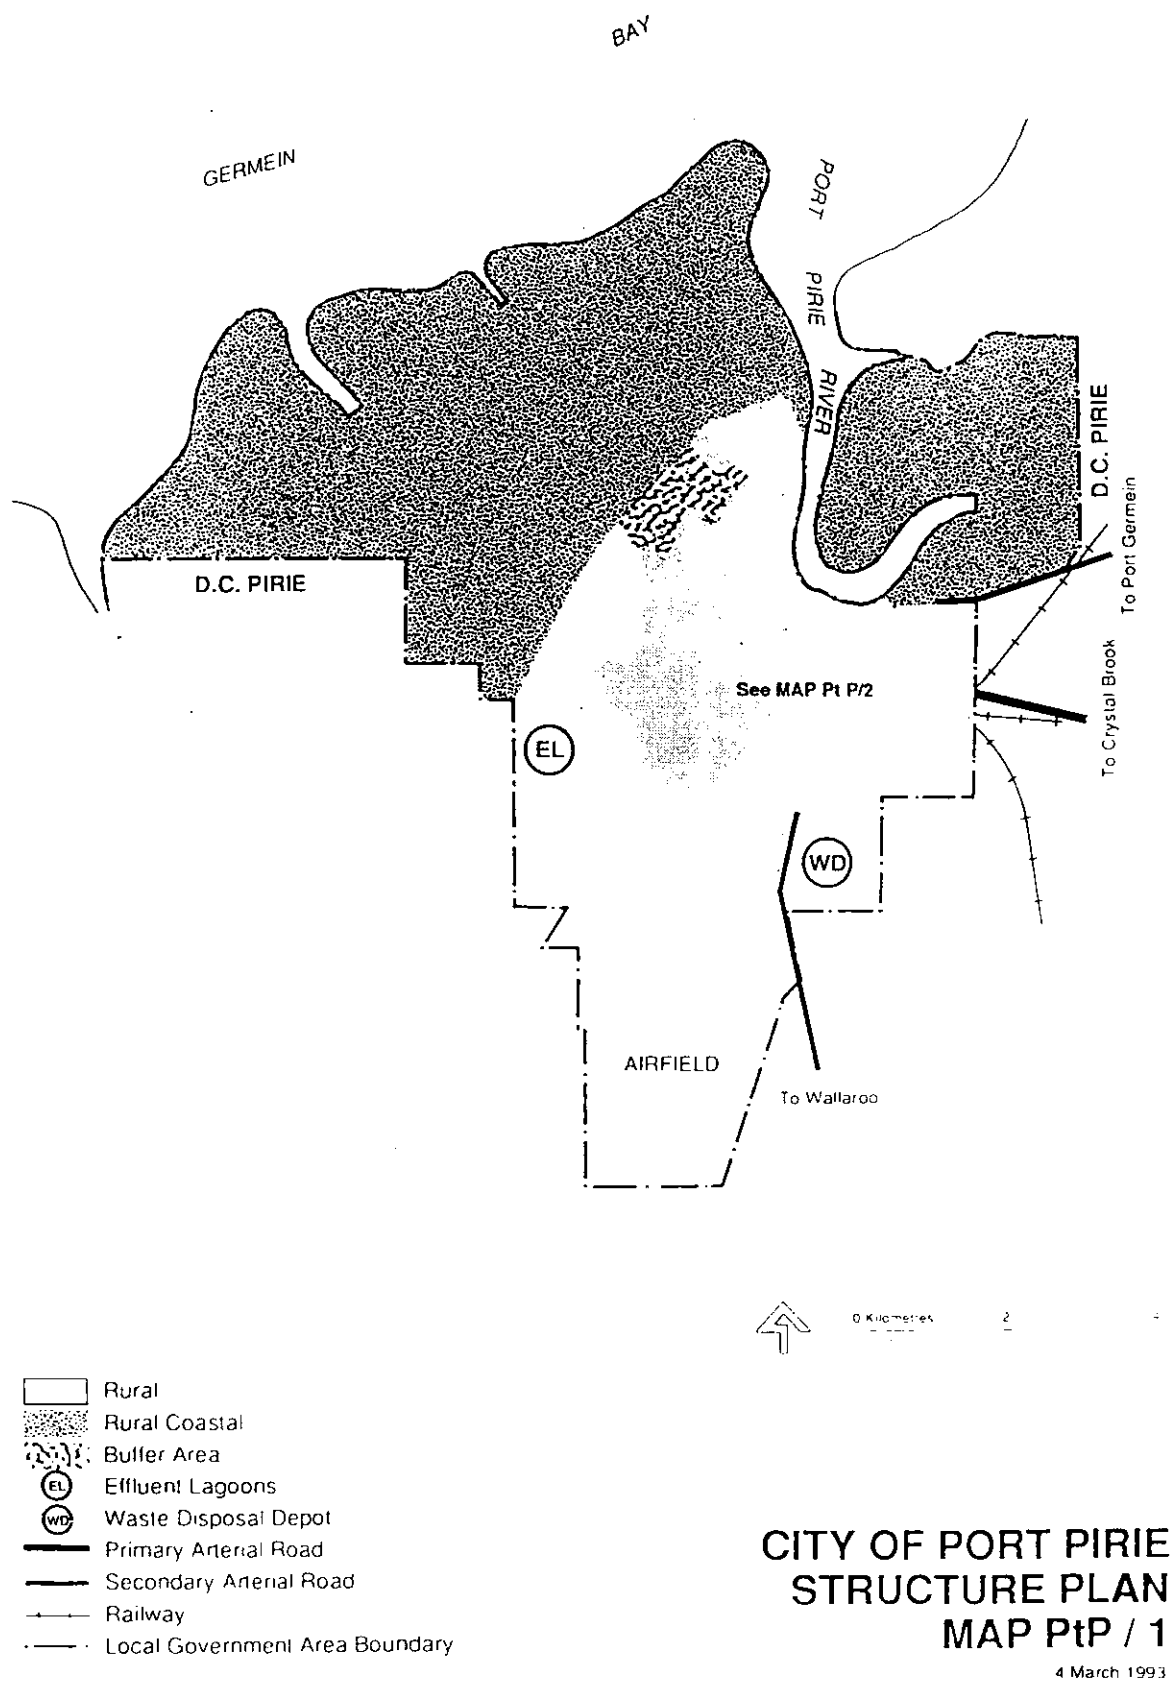 BAY
GERMEIN
PORT PIRIE RIVER
D.C. PIRIE
D.C. PIRIE
To Port Germein
See MAP Pt P/2
To Crystal Brook
EL
WD
AIRFIELD
To Wallaroo
0 Kilometres 2 4
Rural
Rural Coastal
Buffer Area
EL Effluent Lagoons
WD Waste Disposal Depot
Primary Arterial Road
Secondary Arterial Road
Railway
Local Government Area Boundary
CITY OF PORT PIRIE
STRUCTURE PLAN
MAP PtP / 1
4 March 1993